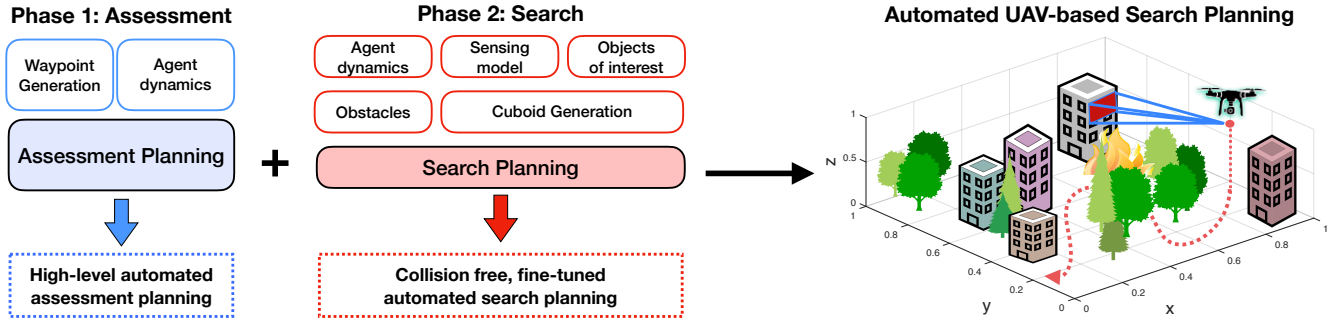 Phase 1: Assessment
Waypoint
Generation
Agent
dynamics
Assessment Planning
High-level automated
assessment planning
+
Phase 2: Search
Agent
dynamics
Sensing
model
Objects
of interest
Obstacles
Cuboid Generation
Search Planning
Collision free, fine-tuned
automated search planning
Automated UAV-based Search Planning
1
0.5
0
z
1
0.8
0.6
0.4
0.2
0
y
0
0.2
0.4
0.6
0.8
1
x